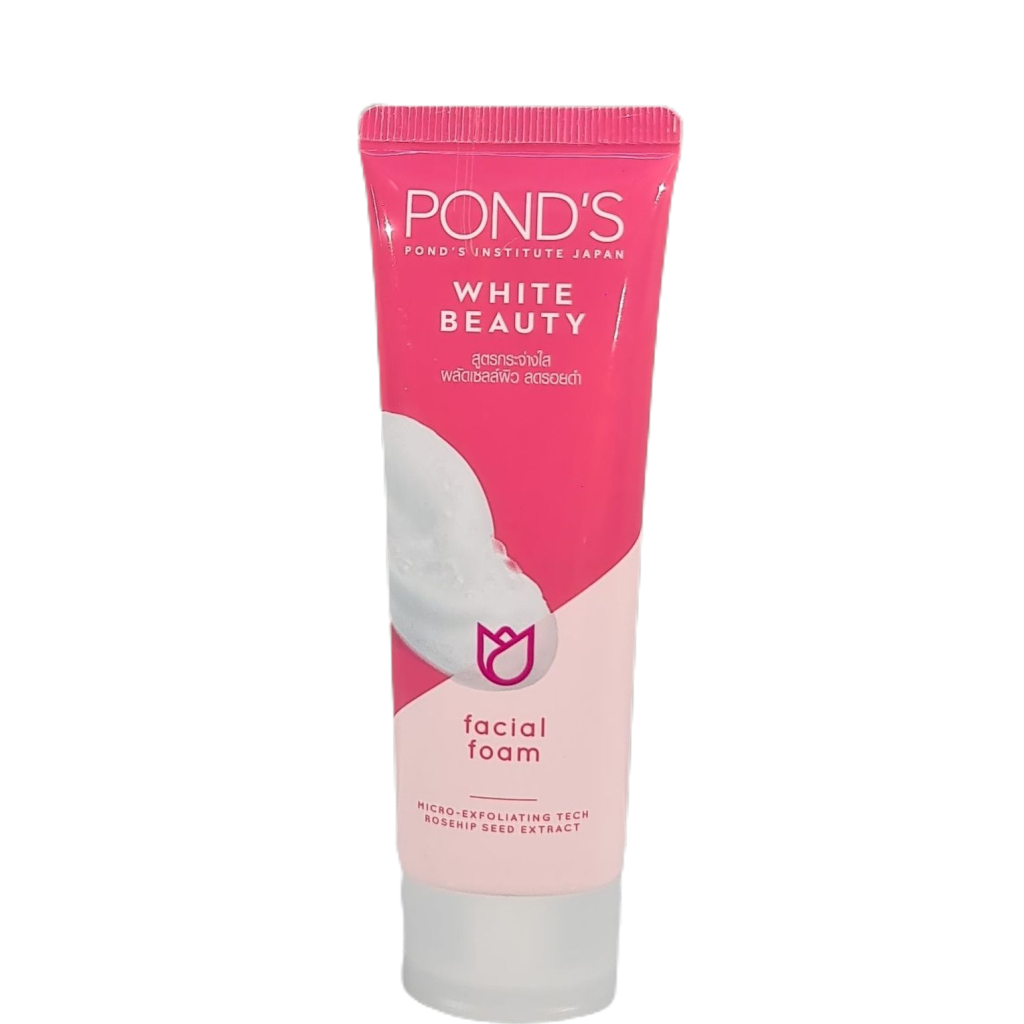 POND'S
POND'S INSTITUTE JAPAN
WHITE
BEAUTY
สูตรกระจ่างใส
ผลัดเซลล์ผิว ลดรอยดำ
facial
foam
MICRO-EXFOLIATING TECH
ROSEHIP SEED EXTRACT